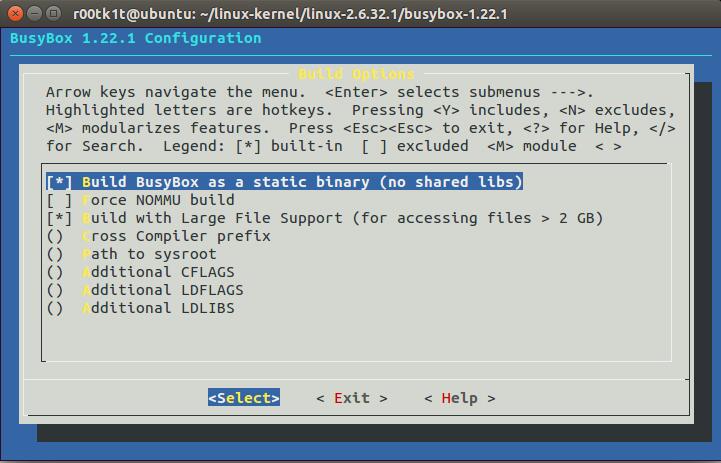 r00tk1t@ubuntu: ~/linux-kernel/linux-2.6.32.1/busybox-1.22.1
BusyBox 1.22.1 Configuration
Build Options
Arrow keys navigate the menu.  <Enter> selects submenus --->.
Highlighted letters are hotkeys.  Pressing <Y> includes, <N> excludes,
<M> modularizes features.  Press <Esc><Esc> to exit, <?> for Help, </>
for Search.  Legend: [*] built-in  [ ] excluded  <M> module  < >
[*] Build BusyBox as a static binary (no shared libs)
[ ] Force NOMMU build
[*] Build with Large File Support (for accessing files > 2 GB)
()  Cross Compiler prefix
()  Path to sysroot
()  Additional CFLAGS
()  Additional LDFLAGS
()  Additional LDLIBS
<Select>    < Exit >    < Help >